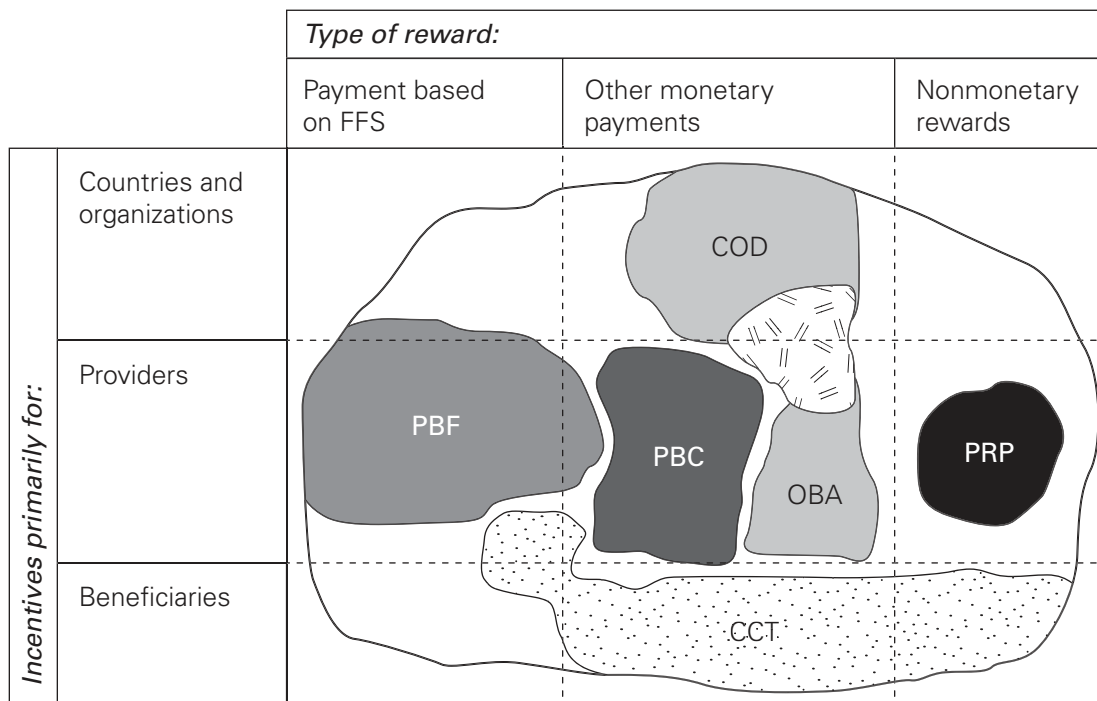 Type of reward:
Payment based
on FFS
Other monetary
payments
Nonmonetary
rewards
Incentives primarily for:
Countries and
organizations
COD
Providers
PBF
PBC
OBA
PRP
Beneficiaries
CCT